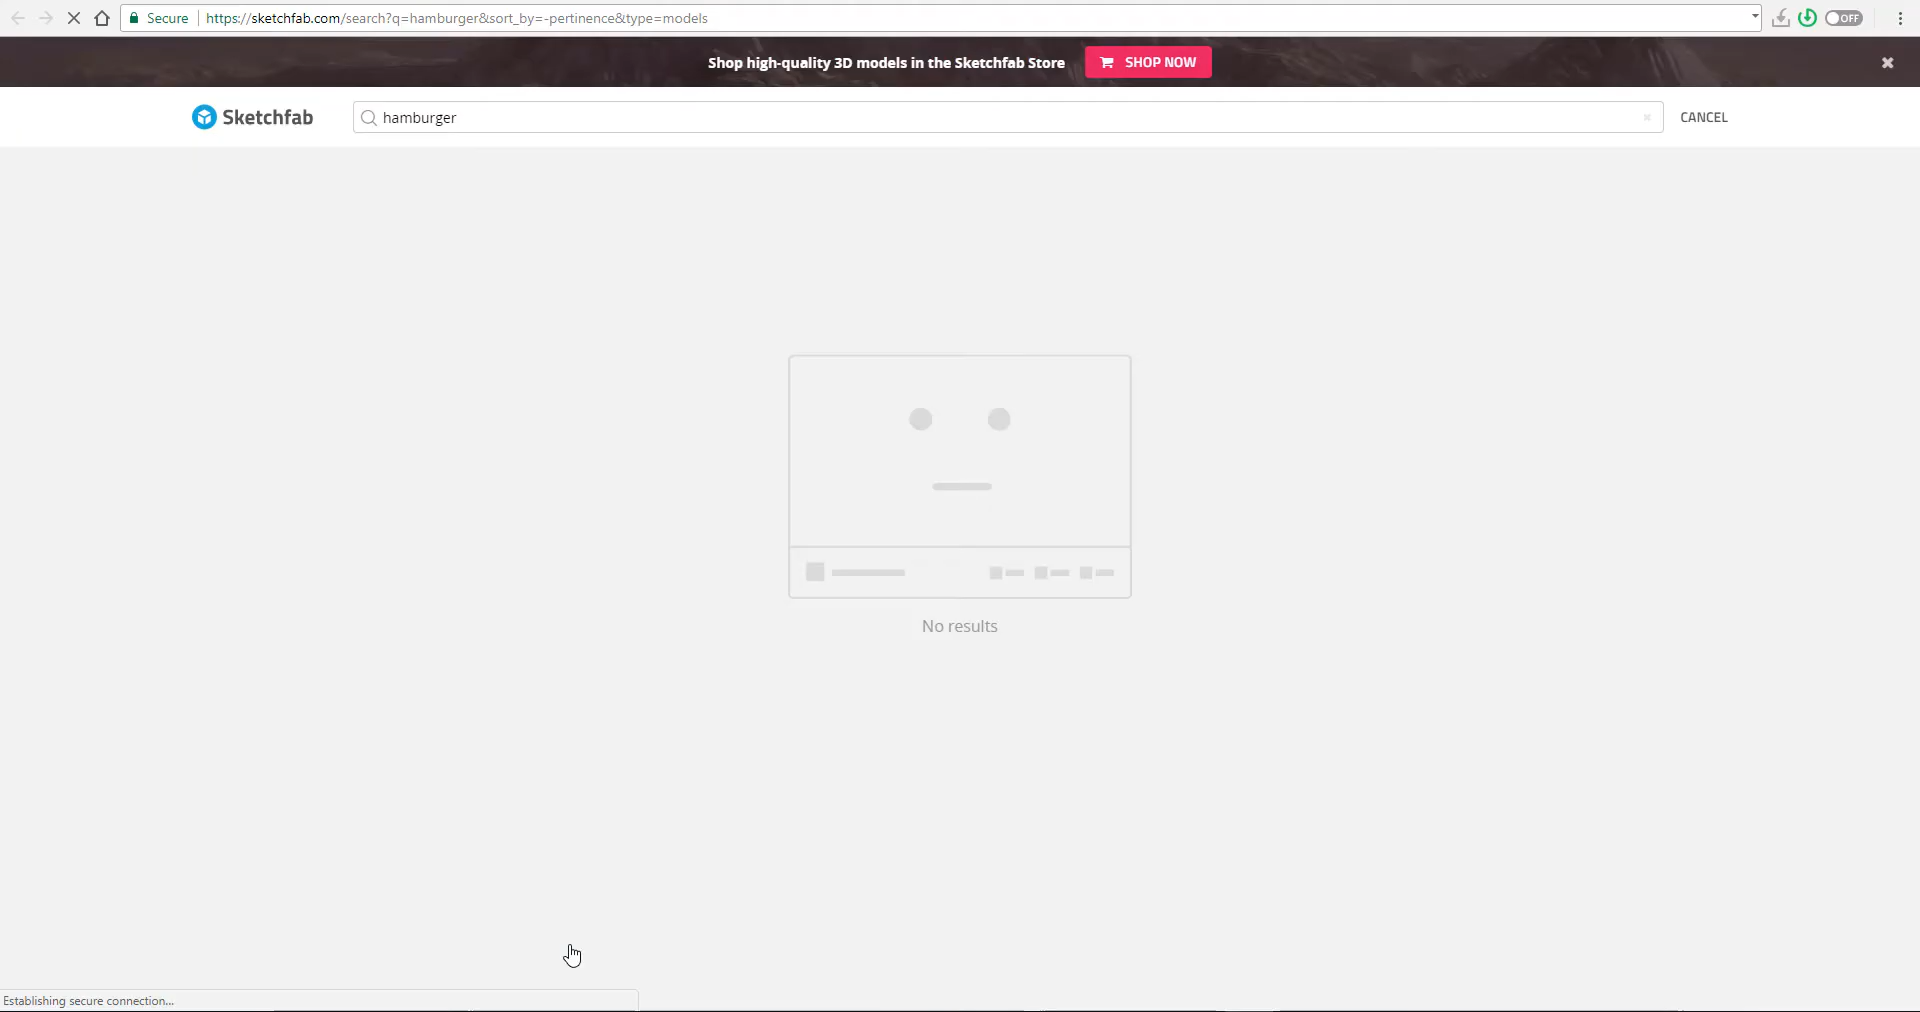 Secure https://sketchfab.com/search?q=hamburger&sort_by=-pertinence&type=models
OFF
Shop high-quality 3D models in the Sketchfab Store
SHOP NOW
Sketchfab
hamburger
CANCEL
No results
Establishing secure connection...